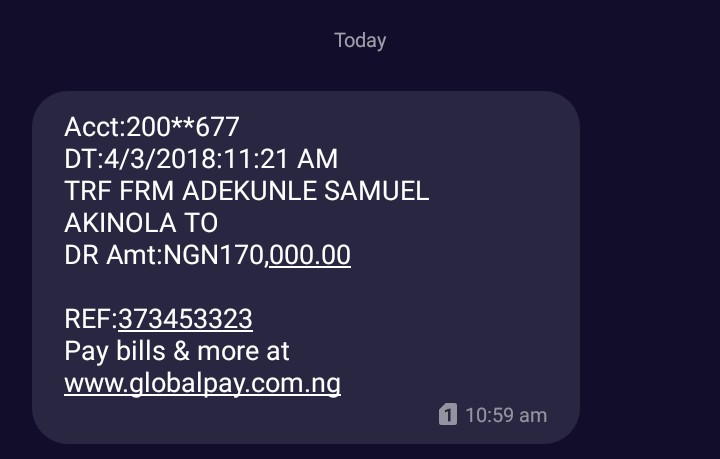 Today
Acct:200**677
DT:4/3/2018:11:21 AM
TRF FRM ADEKUNLE SAMUEL
AKINOLA TO
DR Amt:NGN170,000.00
REF:373453323
Pay bills & more at
www.globalpay.com.ng
1 10:59 am